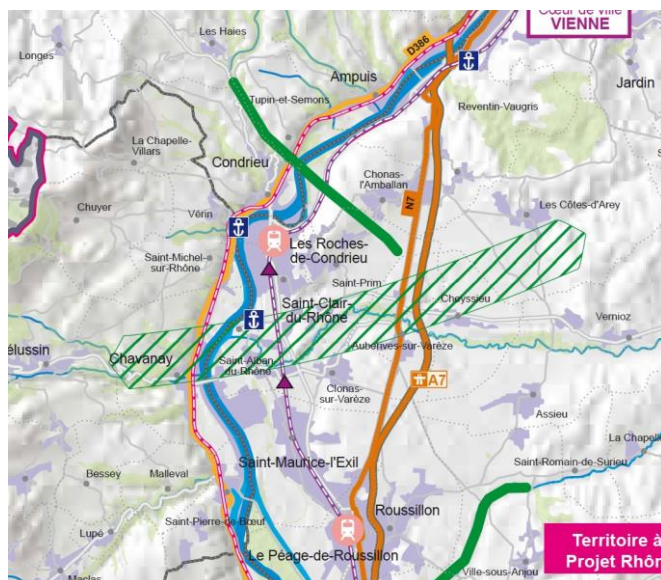 Cœur de ville
VIENNE
Les Haies
D386
Longes
Ampuis
Jardin
Tupin-et-Semons
Reventin-Vaugris
La Chapelle-
Villars
Condrieu
Chonas-
l'Amballan
N7
Chuyer
Vérin
Les Côtes-d'Arey
Les Roches-
de-Condrieu
Saint-Michel-
sur-Rhône
Saint-Prim
Saint-Clair-
du-Rhône
Cheyssieu
Vernioz
élussin
Chavanay
Saint-Alban
du-Rhône
Auberives-sur-Varèze
Clonas-
sur-Varèze
A7
Assieu
La Chapelle
Saint-Maurice-l'Exil
Saint-Romain-de-Surieu
Bessey
Malleval
Saint-Pierre-de-Bœuf
Roussillon
Lupé
Le Péage-de-Roussillon
Territoire à
Projet Rhôn
Maclas
Ville-sous-Anjou